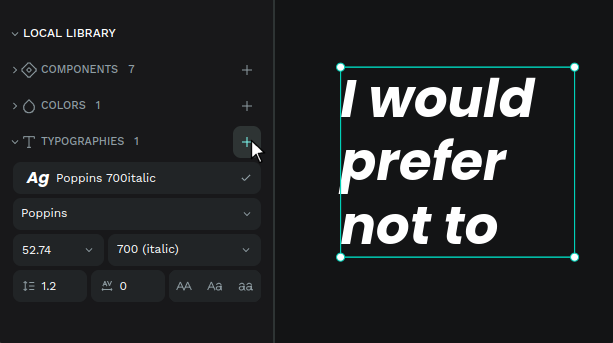 LOCAL LIBRARY
COMPONENTS 7
COLORS 1
TYPOGRAPHIES 1
Ag Poppins 700italic
Poppins
52.74 700 (italic)
1.2 AV 0 AA Aa aa
I would
prefer
not to